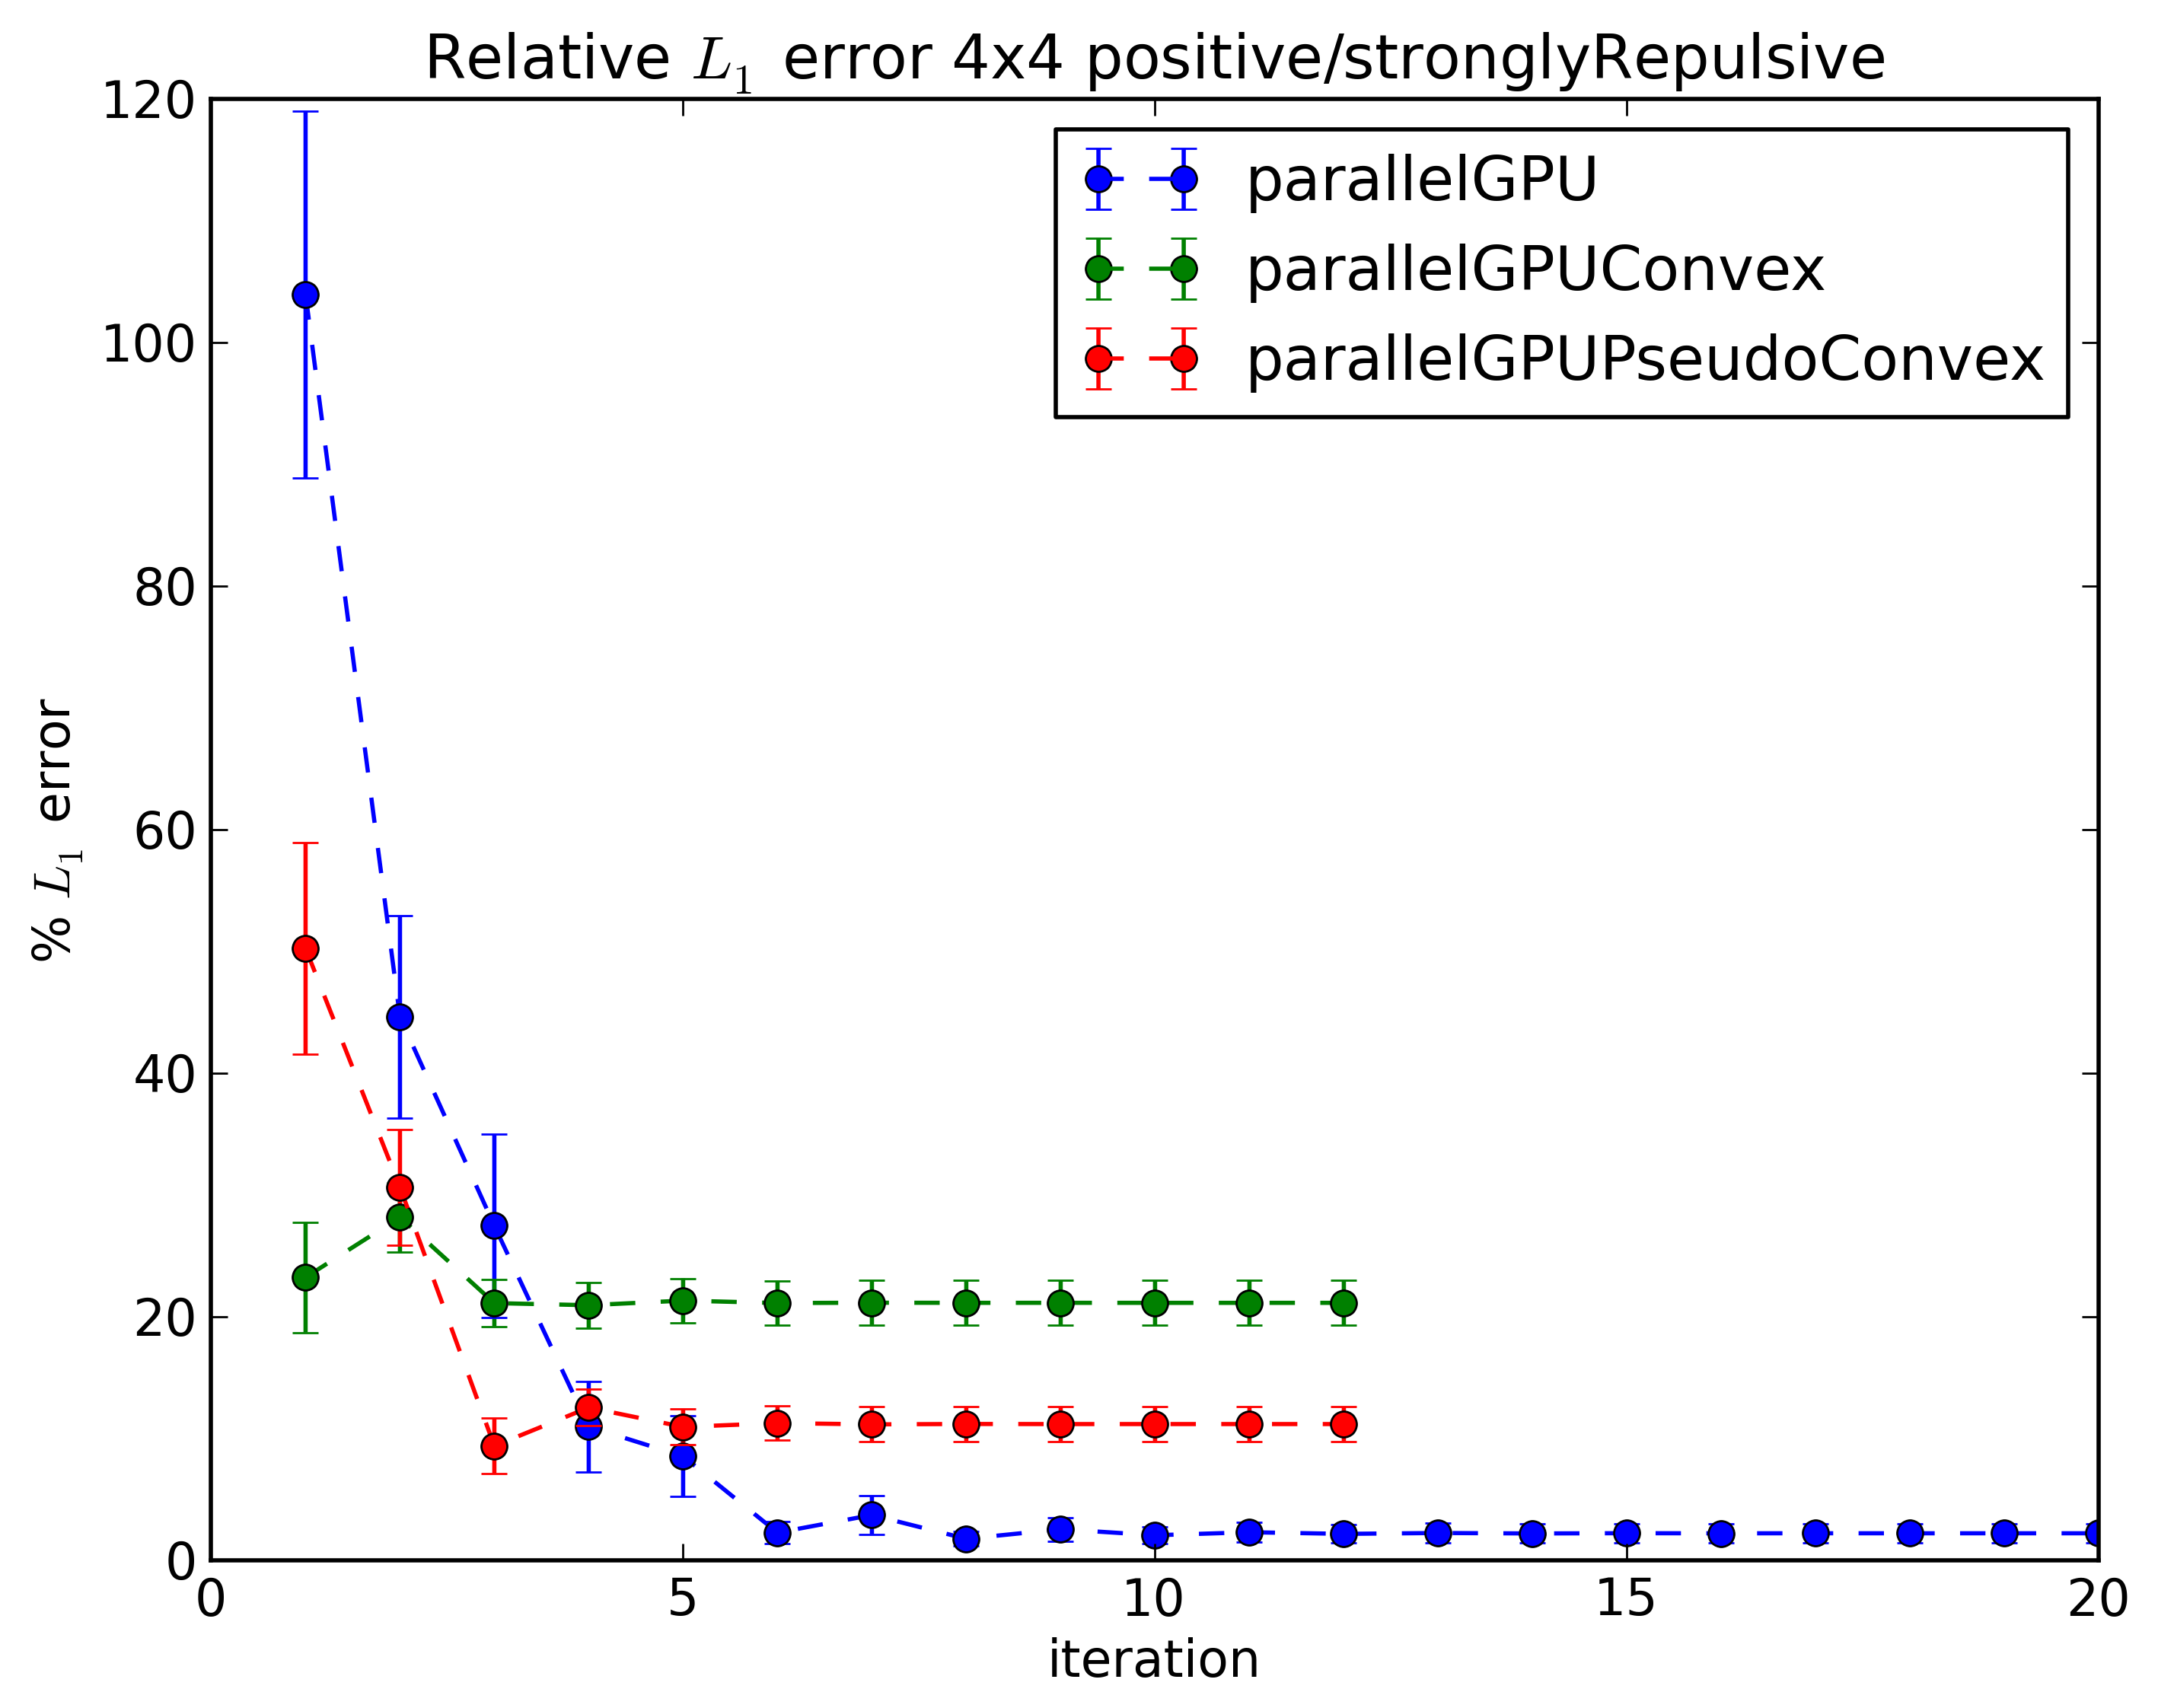 Relative L₁ error 4x4 positive/stronglyRepulsive
120
100
80
60
40
20
0
% L₁ error
parallelGPU
parallelGPUConvex
parallelGPUPseudoConvex
0 5 10 15 20
iteration